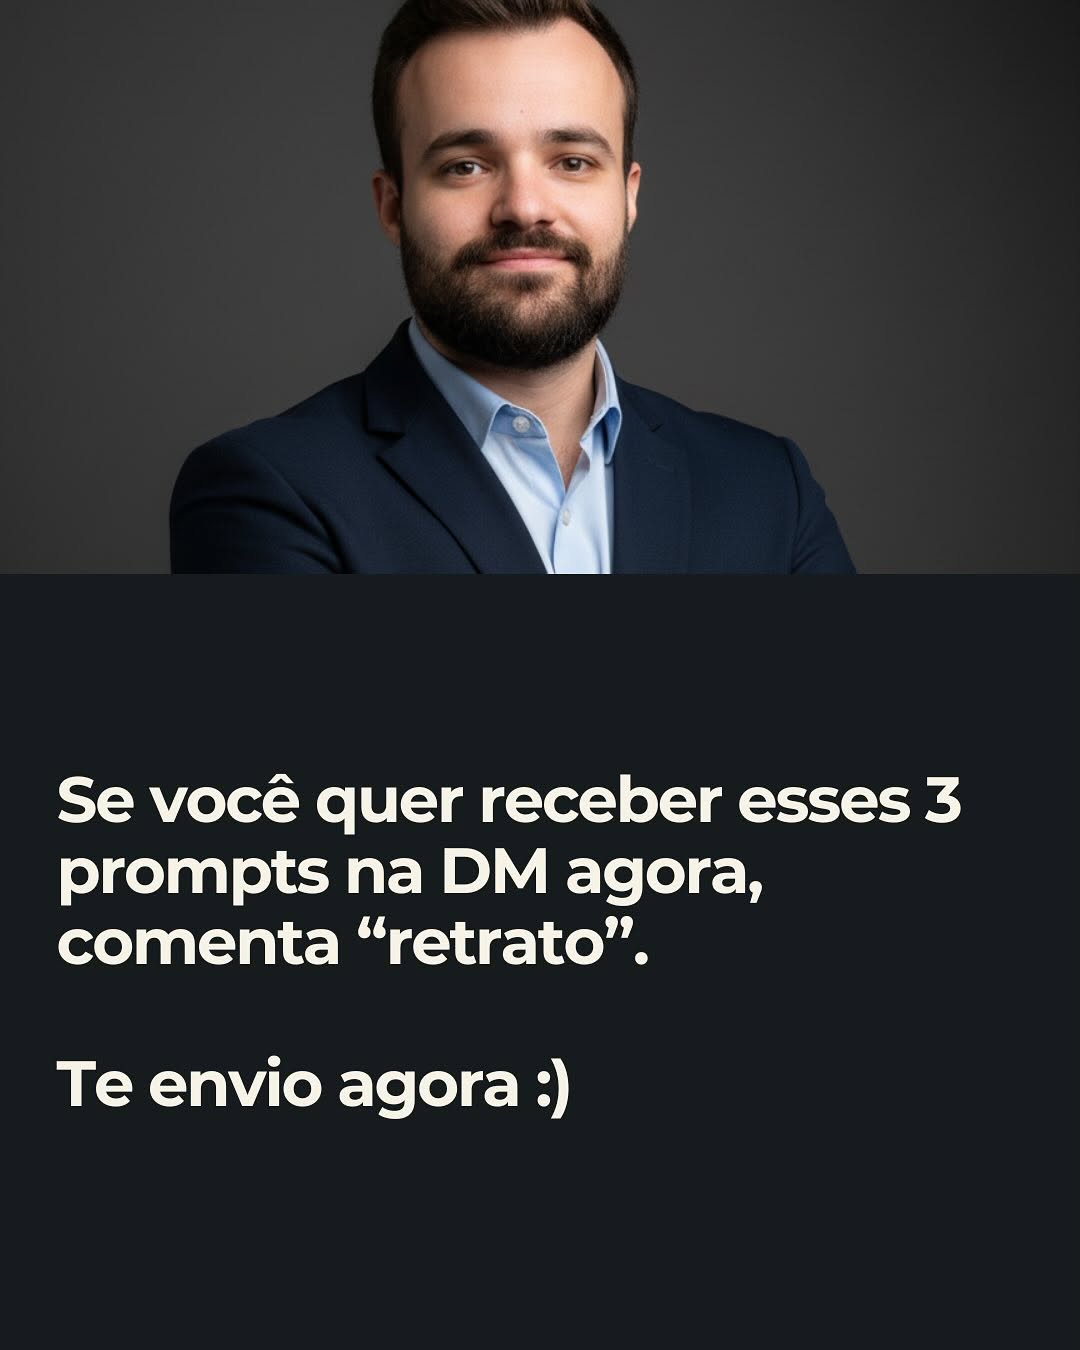 Se você quer receber esses 3
prompts na DM agora,
comenta “retrato”.
Te envio agora :)